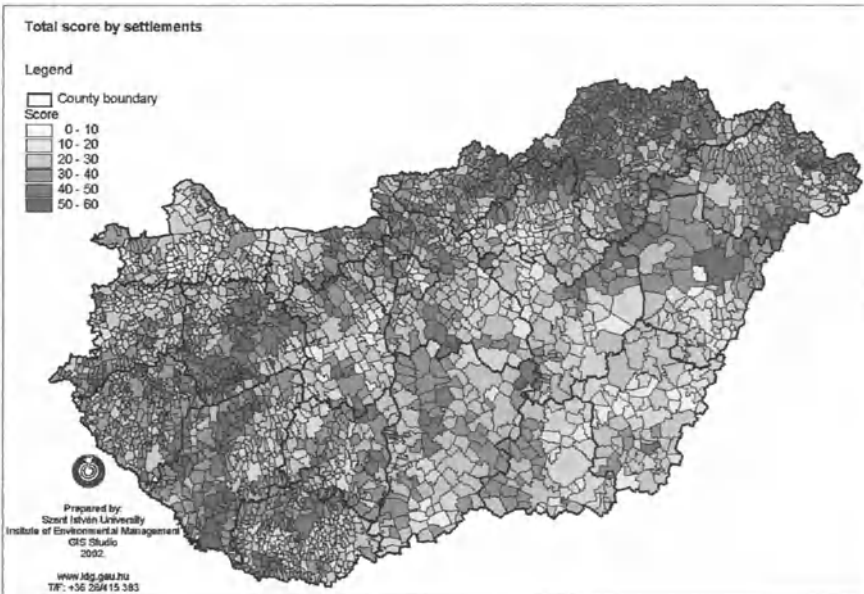 Total score by settlements
Legend
County boundary
Score
0 - 10
10 - 20
20 - 30
30 - 40
40 - 50
50 - 60
Prepared by:
Szent István University
Insitute of Environmental Management
GIS Studio
2002.
www.ktg.gau.hu
T/F: +36 28/415 383